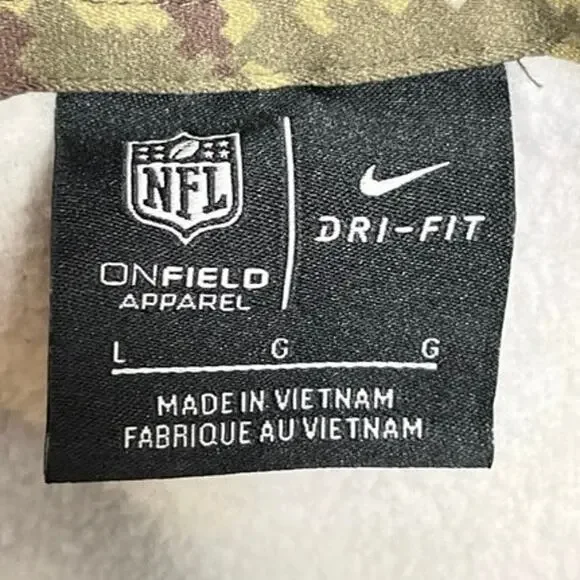 NFL
ONFIELD
APPAREL
DRI-FIT
L G G
MADE IN VIETNAM
FABRIQUE AU VIETNAM